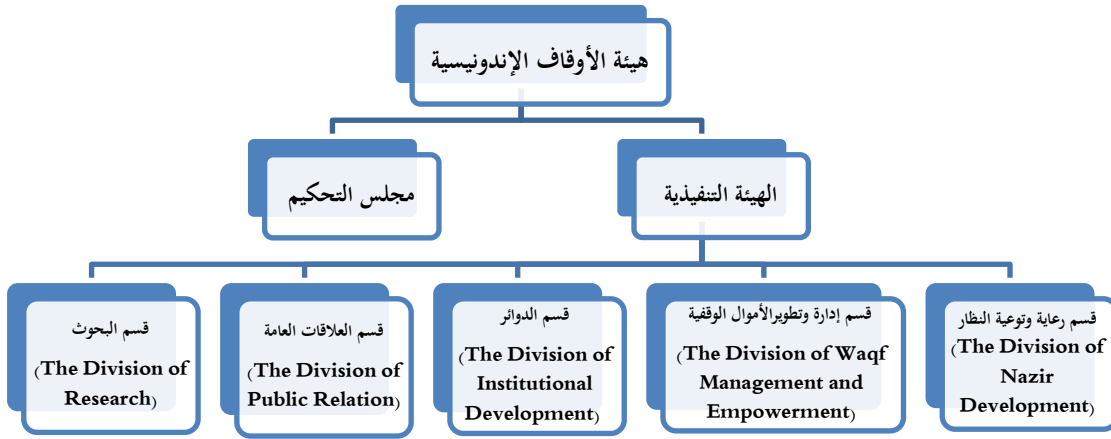 هيئة الأوقاف الإندونيسية
الهيئة التنفيذية
مجلس التحكيم
قسم رعاية وتوعية النظار
(The Division of
Nazir
Development)
قسم إدارة وتطويرالأموال الوقفية
(The Division of Waqf
Management and
Empowerment)
قسم الدوائر
(The Division of
Institutional
Development)
قسم العلاقات العامة
(The Division of
Public Relation)
قسم البحوث
(The Division of
Research)